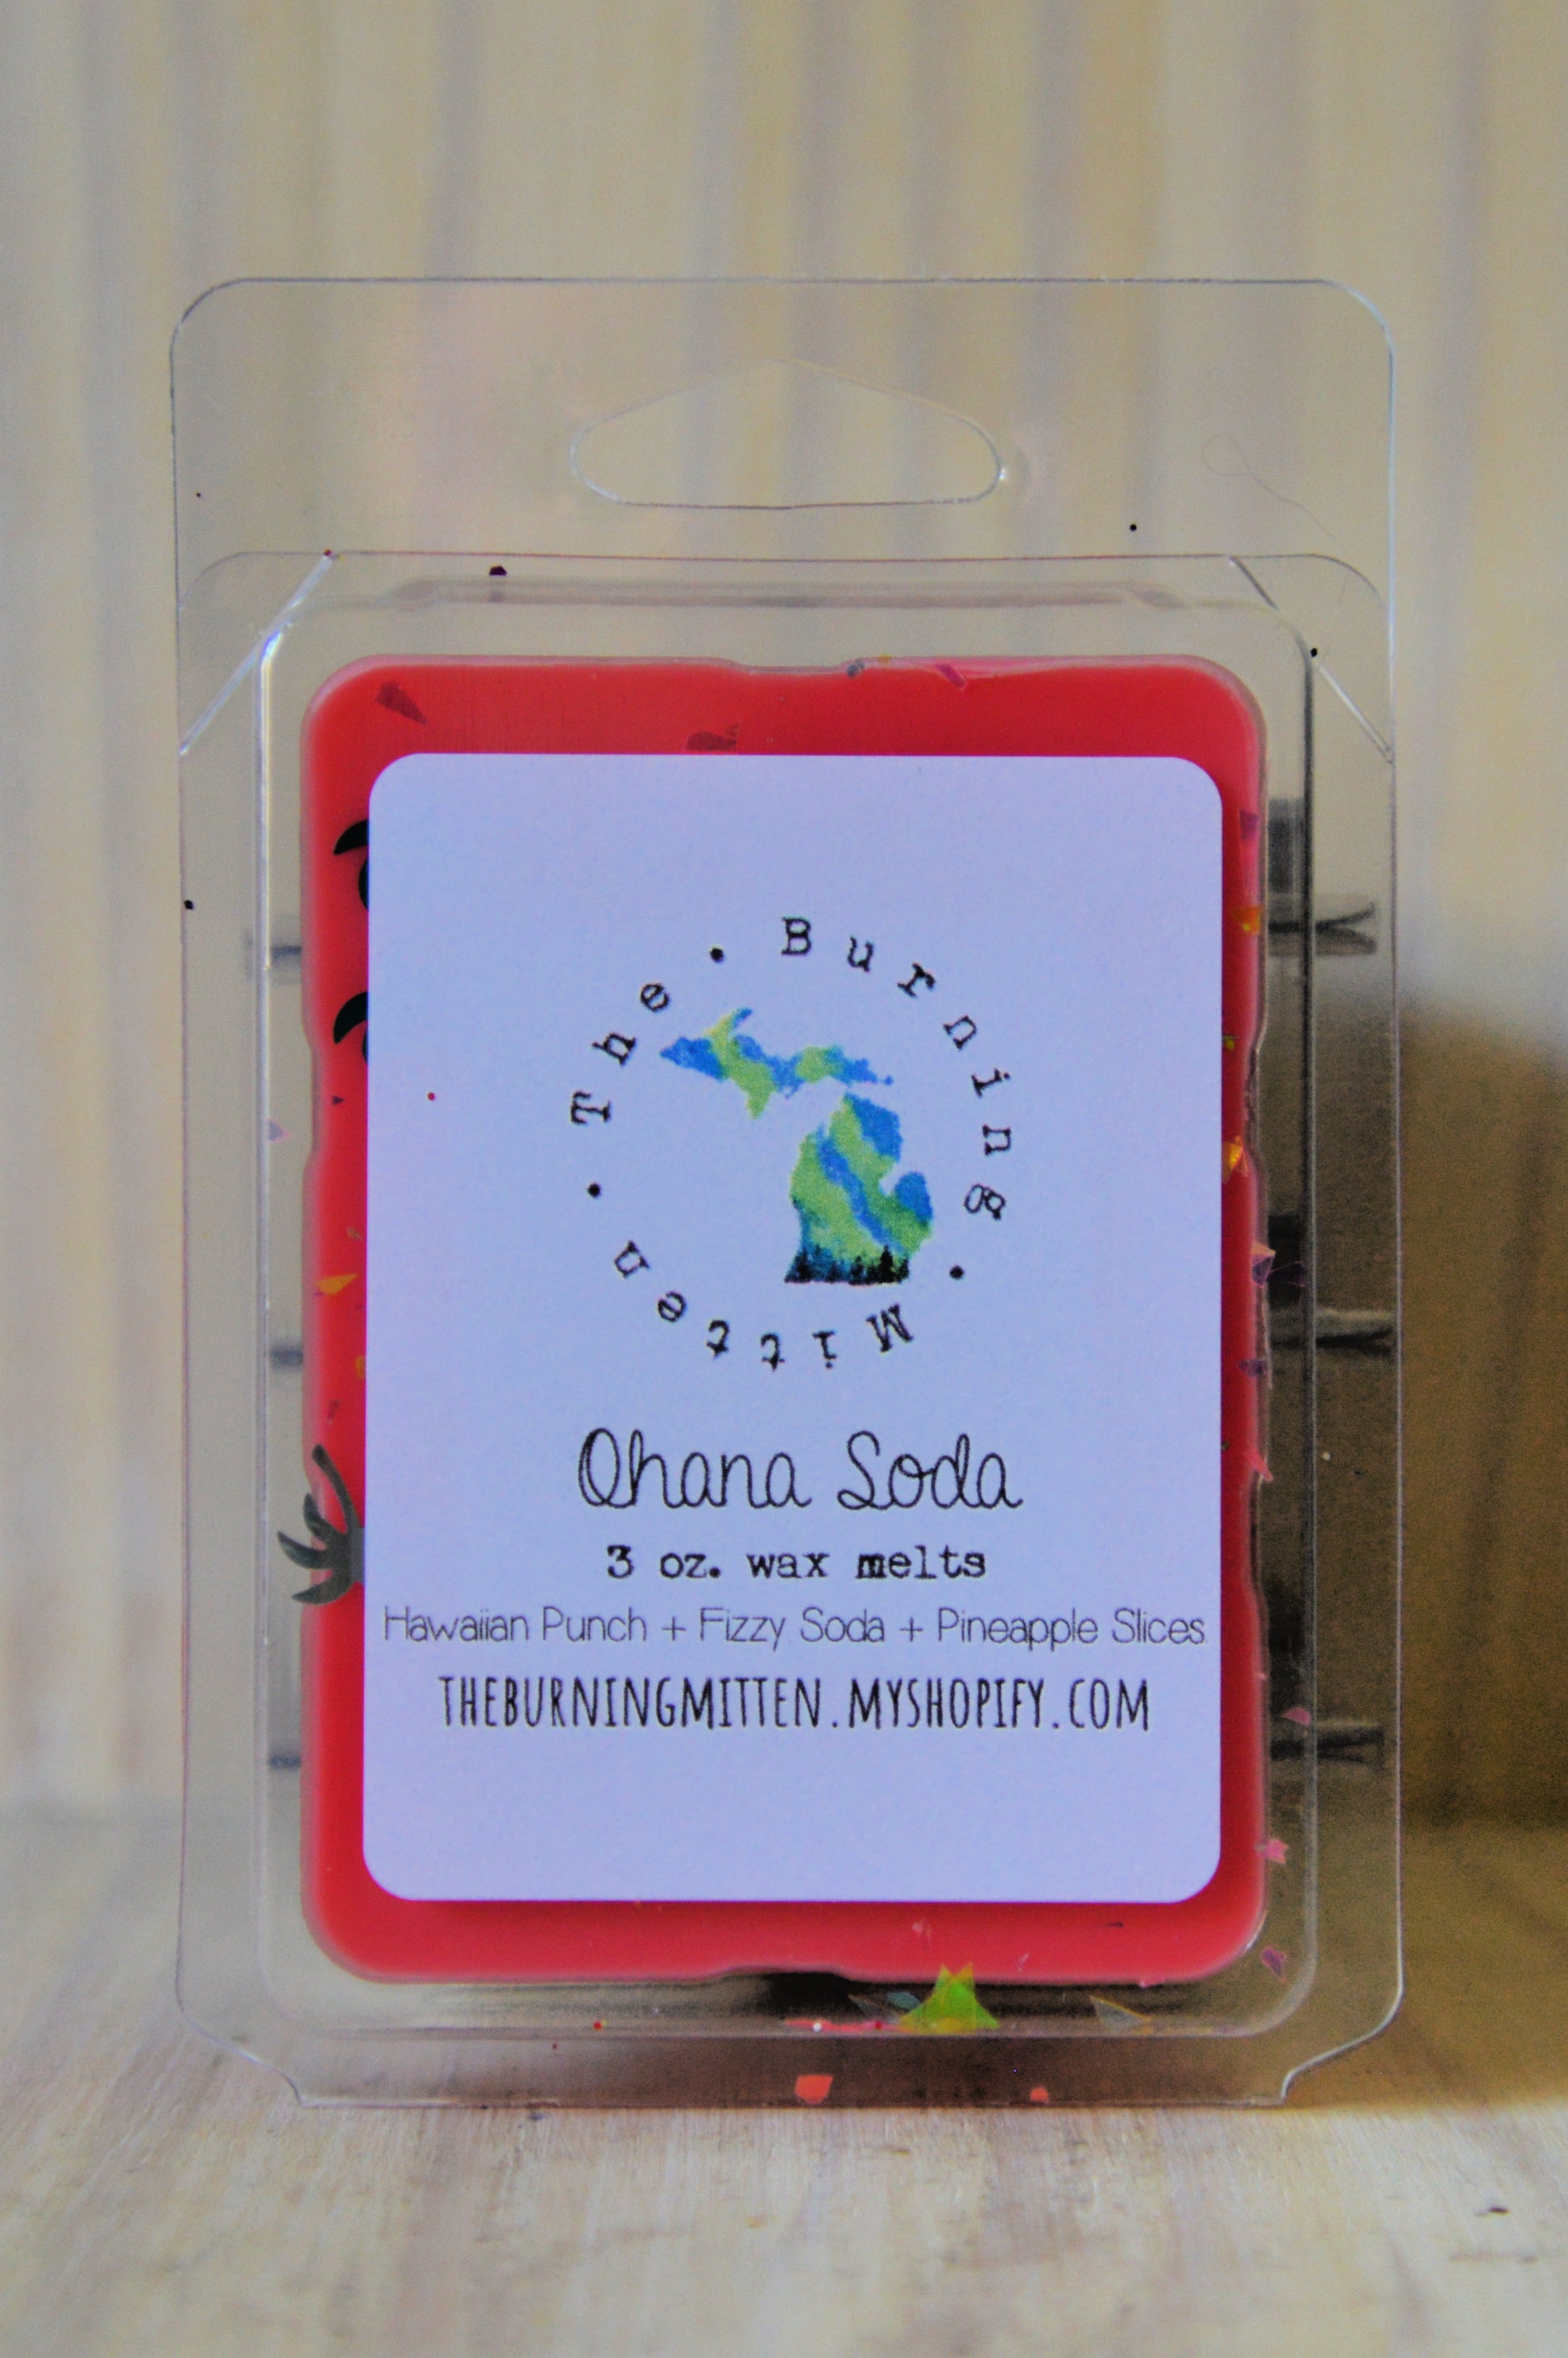 The • Burning • Mitten •
Ohana Soda
3 oz. wax melts
Hawaiian Punch + Fizzy Soda + Pineapple Slices
THEBURNINGMITTEN.MYSHOPIFY.COM